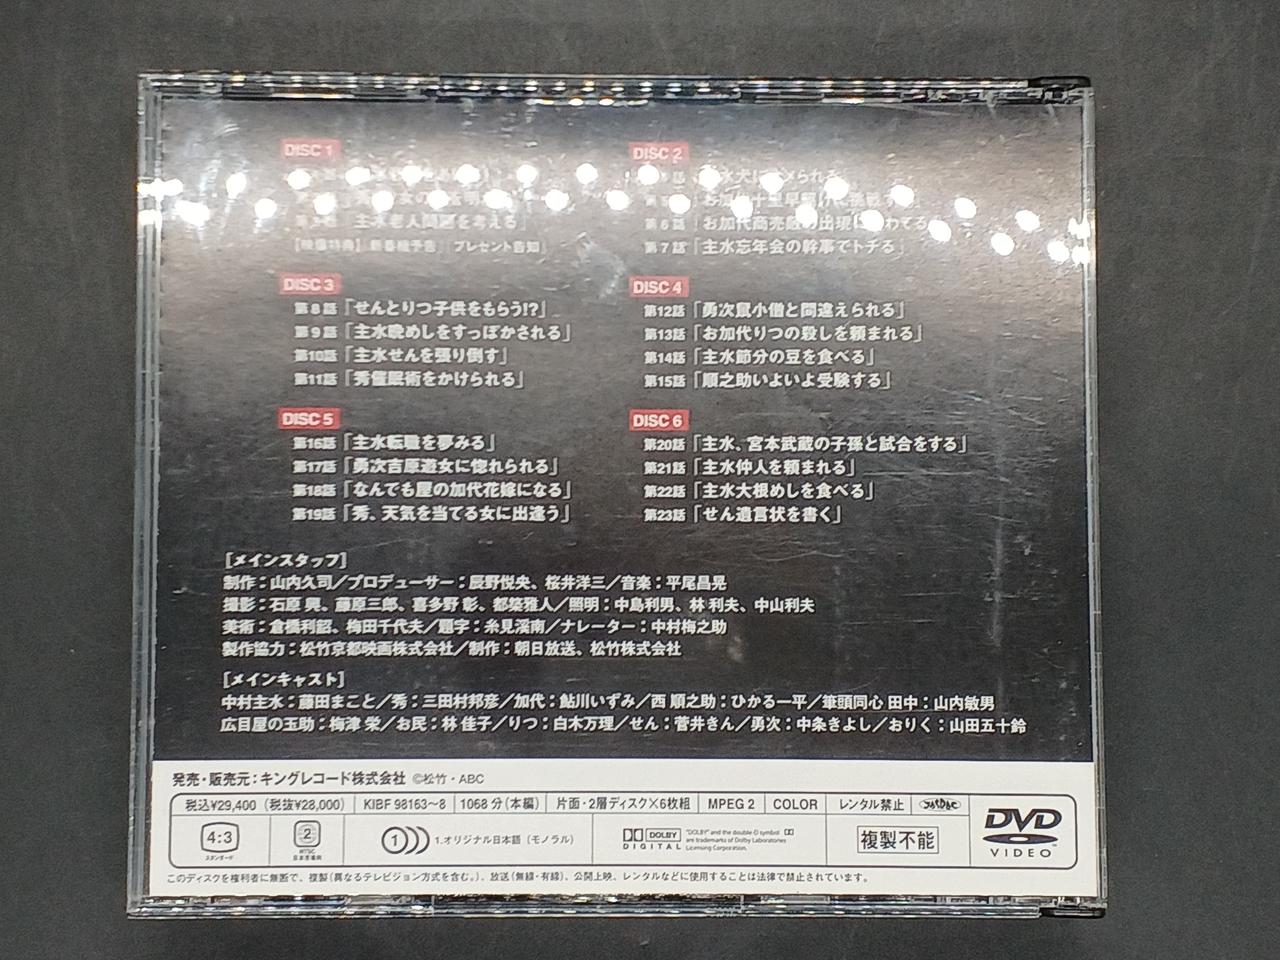 DISC 1
「主水老人問題を考える」
【映像特典】 新番組予告 プレゼント告知
DISC 2
られる
第6話「お加代商売敵の出現に
第7話「主水忘年会の幹事でトチる」
DISC 3
第8話「せんとりつ子供をもらう!?」
第9話「主水晩めしをすっぽかされる」
第10話「主水せんを張り倒す」
第11話「秀催眠術をかけられる」
DISC 4
第12話「勇次鼠小僧と間違えられる」
第13話「お加代りつの殺しを頼まれる」
第14話「主水節分の豆を食べる」
第15話「順之助いよいよ受験する」
DISC 5
第16話「主水転職を夢みる」
第17話「勇次吉原遊女に惚れられる」
第18話「なんでも屋の加代花嫁になる」
第19話「秀、天気を当てる女に出逢う」
DISC 6
第20話「主水、宮本武蔵の子孫と試合をする」
第21話「主水仲人を頼まれる」
第22話「主水大根めしを食べる」
第23話「せん遺言状を書く」
[メインスタッフ]
制作：山内久司／プロデューサー：辰野悦央、桜井洋三／音楽：平尾昌晃
撮影：石原 興、藤原三郎、喜多野 彰、都築雅人／照明：中島利男、林 利夫、中山利夫
美術：倉橋利韶、梅田千代夫／題字：糸見溪南／ナレーター：中村梅之助
製作協力：松竹京都映画株式会社／制作：朝日放送、松竹株式会社
[メインキャスト]
中村主水：藤田まこと／秀：三田村邦彦／加代：鮎川いずみ／西 順之助：ひかる一平／筆頭同心 田中：山内敏男
広目屋の玉助：梅津 栄／お民：林 佳子／りつ：白木万理／せん：菅井きん／勇次：中条きよし／おりく：山田五十鈴
発売・販売元：キングレコード株式会社 ©松竹・ABC
税込¥29,400（税抜¥28,000） KIBF 98163〜8 1068分（本編） 片面・2層ディスク×6枚組 MPEG 2 COLOR レンタル禁止
4:3
スタンダード
2
NTSC
日本市場向
1))) 1.オリジナル日本語（モノラル）
DOLBY
DIGITAL
"DOLBY" and the double-D symbol
are trademarks of Dolby Laboratories
Licensing Corporation.
複製不能
DVD
VIDEO
このディスクを権利者に無断で、複製（異なるテレビジョン方式を含む。）、放送（無線・有線）、公開上映、レンタルなどに使用することは法律で禁止されています。